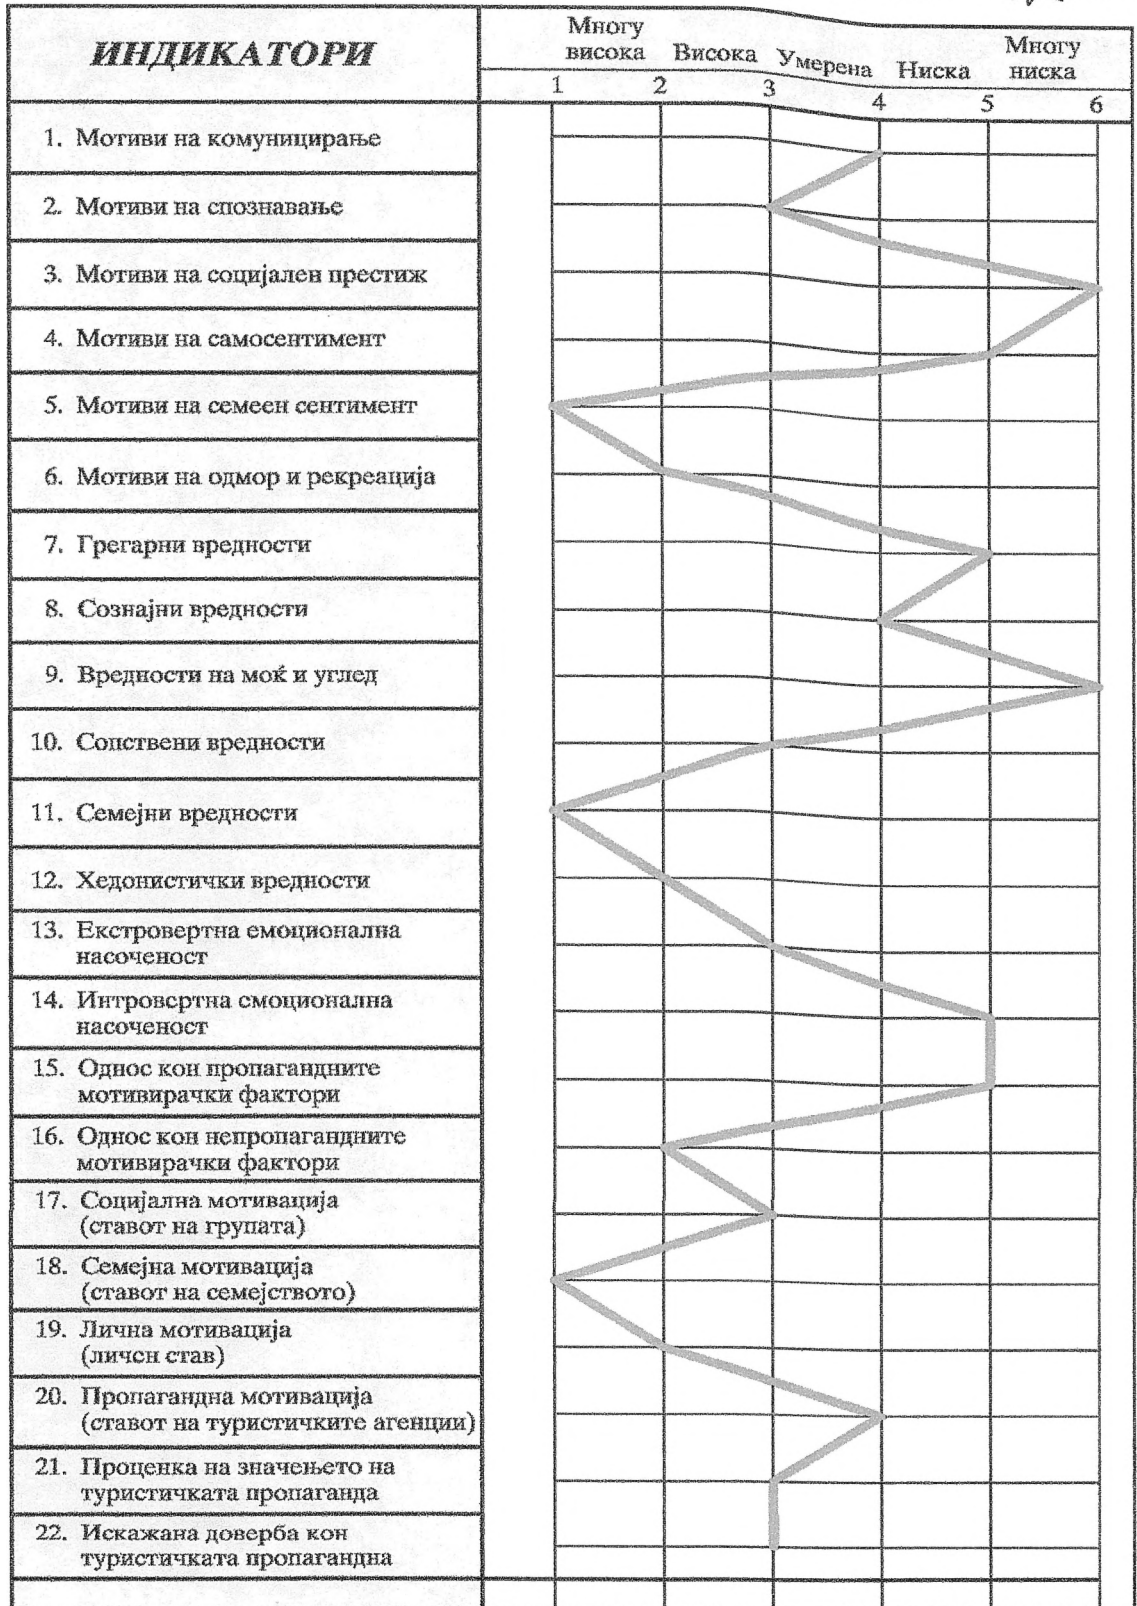 ИНДИКАТОРИ
Многу
висока
Висока
Умерена
Ниска
Многу
ниска
1 2 3 4 5 6
1. Мотиви на комуницирање
2. Мотиви на спознавање
3. Мотиви на социјален престиж
4. Мотиви на самосентимент
5. Мотиви на семеен сентимент
6. Мотиви на одмор и рекреација
7. Грегарни вредности
8. Сознајни вредности
9. Вредности на моќ и углед
10. Сопствени вредности
11. Семејни вредности
12. Хедонистички вредности
13. Екстровертна емоционална
насоченост
14. Интровертна емоционална
насоченост
15. Однос кон пропагандните
мотивирачки фактори
16. Однос кон непропагандните
мотивирачки фактори
17. Социјална мотивација
(ставот на групата)
18. Семејна мотивација
(ставот на семејството)
19. Лична мотивација
(личен став)
20. Пропагандна мотивација
(ставот на туристичките агенции)
21. Проценка на значењето на
туристичката пропаганда
22. Искажана доверба кон
туристичката пропагандна